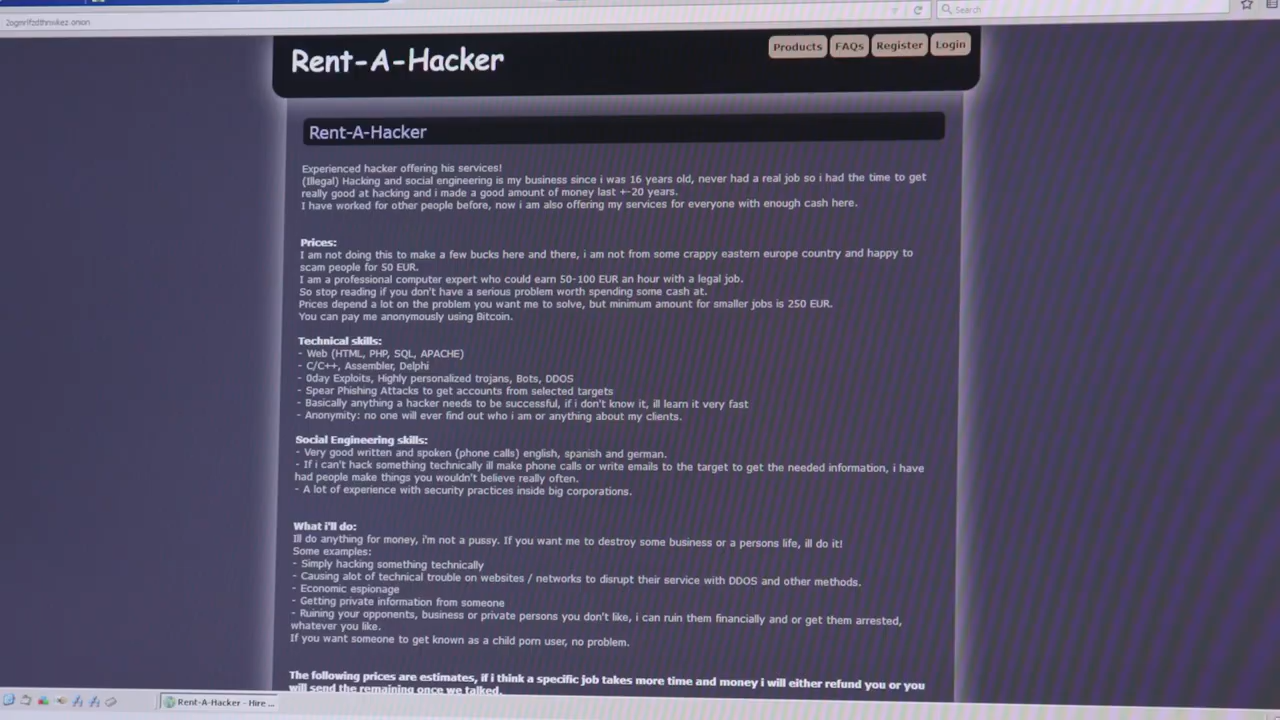 2ogmrlfzdthnwkez.onion
Search
Rent-A-Hacker
Products FAQs Register Login
Rent-A-Hacker
Experienced hacker offering his services!
(Illegal) Hacking and social engineering is my business since i was 16 years old, never had a real job so i had the time to get
really good at hacking and i made a good amount of money last +-20 years.
I have worked for other people before, now i am also offering my services for everyone with enough cash here.
Prices:
I am not doing this to make a few bucks here and there, i am not from some crappy eastern europe country and happy to
scam people for 50 EUR.
I am a professional computer expert who could earn 50-100 EUR an hour with a legal job.
So stop reading if you don't have a serious problem worth spending some cash at.
Prices depend a lot on the problem you want me to solve, but minimum amount for smaller jobs is 250 EUR.
You can pay me anonymously using Bitcoin.
Technical skills:
- Web (HTML, PHP, SQL, APACHE)
- C/C++, Assembler, Delphi
- 0day Exploits, Highly personalized trojans, Bots, DDOS
- Spear Phishing Attacks to get accounts from selected targets
- Basically anything a hacker needs to be successful, if i don't know it, ill learn it very fast
- Anonymity: no one will ever find out who i am or anything about my clients.
Social Engineering skills:
- Very good written and spoken (phone calls) english, spanish and german.
- If i can't hack something technically ill make phone calls or write emails to the target to get the needed information, i have
had people make things you wouldn't believe really often.
- A lot of experience with security practices inside big corporations.
What i'll do:
Ill do anything for money, i'm not a pussy. If you want me to destroy some business or a persons life, ill do it!
Some examples:
- Simply hacking something technically
- Causing alot of technical trouble on websites / networks to disrupt their service with DDOS and other methods.
- Economic espionage
- Getting private information from someone
- Ruining your opponents, business or private persons you don't like, i can ruin them financially and or get them arrested,
whatever you like.
If you want someone to get known as a child porn user, no problem.
The following prices are estimates, if i think a specific job takes more time and money i will either refund you or you
will send the remaining once we talked.
Rent-A-Hacker - Hire ...